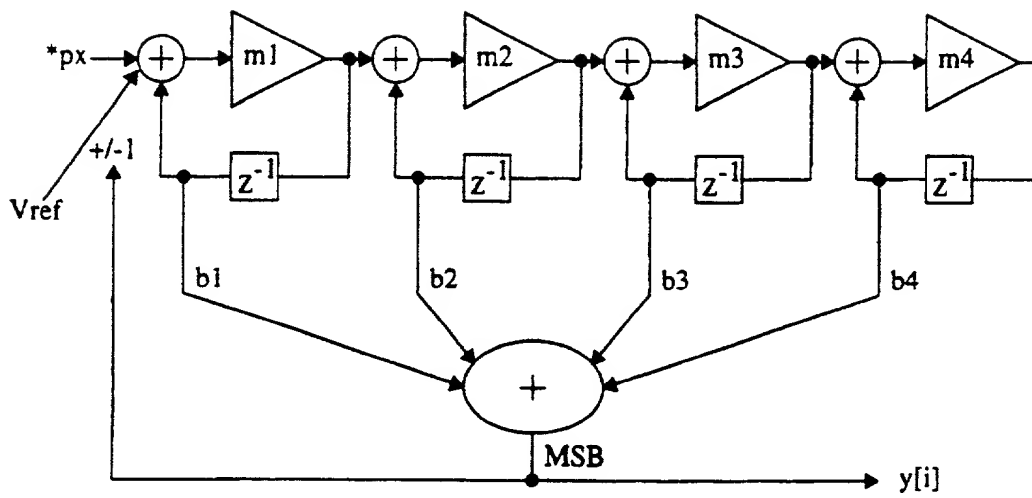 *px
+
m1
+
m2
+
m3
+
m4
+/-1
z⁻¹
z⁻¹
z⁻¹
z⁻¹
Vref
b1
b2
b3
b4
+
MSB
y[i]